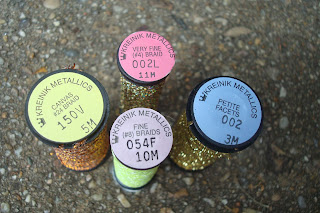 KREINIK METALLICS
VERY FINE
(#4) BRAID
002L
11M
KREINIK METALLICS
CANVAS
#24 BRAID
150V
5M
KREINIK METALLICS
PETITE
FACETS
002
3M
KREINIK METALLICS
FINE
(#8) BRAIDS
054F
10M